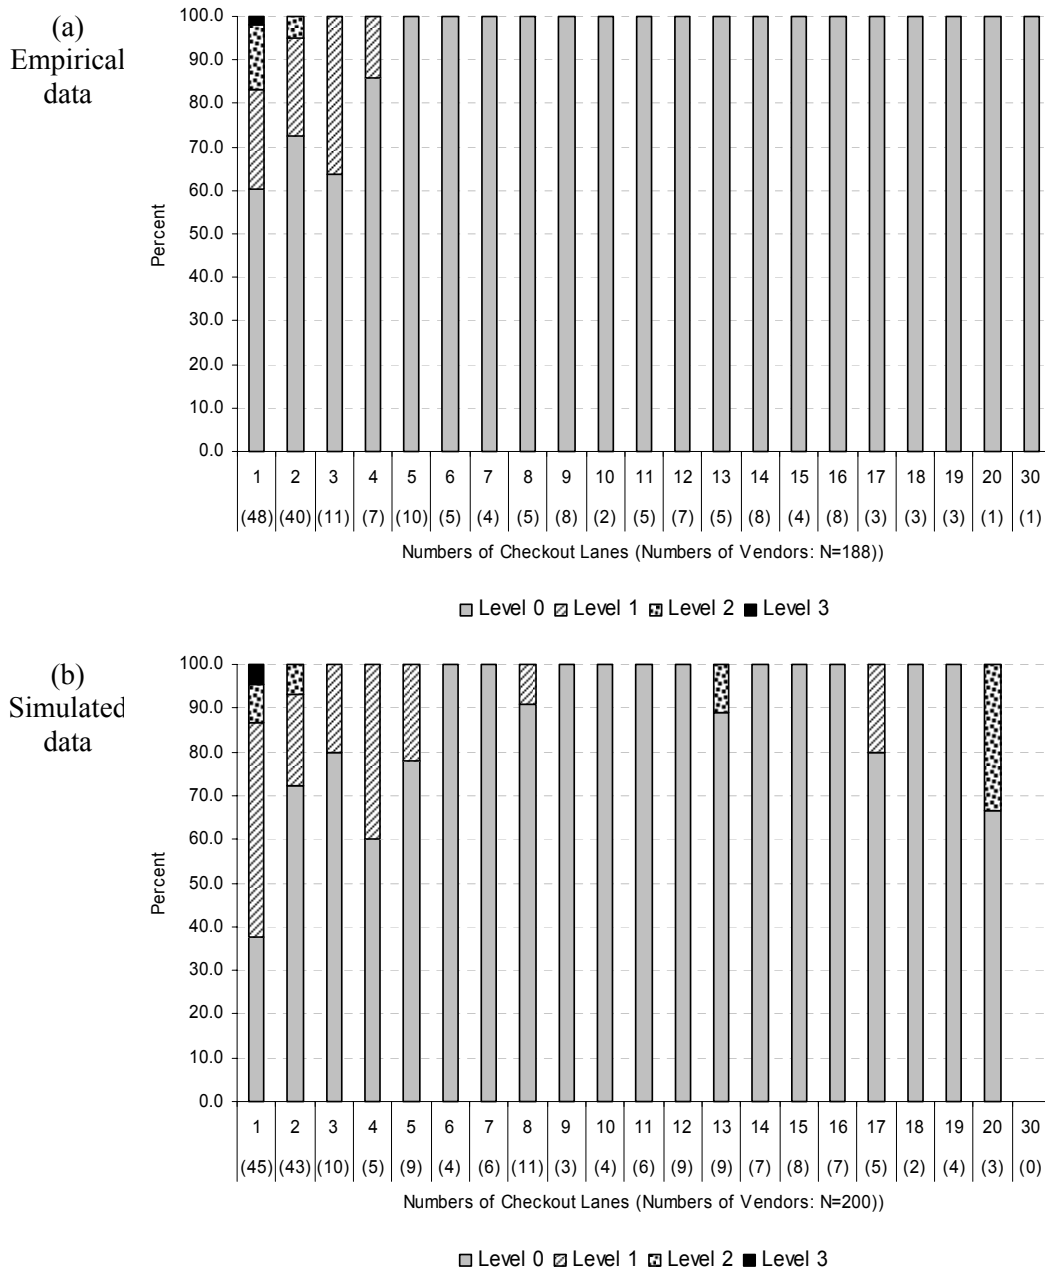 (a)
Empirical
data
100.0
90.0
80.0
70.0
60.0
50.0
40.0
30.0
20.0
10.0
0.0
Percent
1 2 3 4 5 6 7 8 9 10 11 12 13 14 15 16 17 18 19 20 30
(48) (40) (11) (7) (10) (5) (4) (5) (8) (2) (5) (7) (5) (8) (4) (8) (3) (3) (3) (1) (1)
Numbers of Checkout Lanes (Numbers of Vendors: N=188))
Level 0 Level 1 Level 2 Level 3
(b)
Simulated
data
100.0
90.0
80.0
70.0
60.0
50.0
40.0
30.0
20.0
10.0
0.0
Percent
1 2 3 4 5 6 7 8 9 10 11 12 13 14 15 16 17 18 19 20 30
(45) (43) (10) (5) (9) (4) (6) (11) (3) (4) (6) (9) (9) (7) (8) (7) (5) (2) (4) (3) (0)
Numbers of Checkout Lanes (Numbers of Vendors: N=200))
Level 0 Level 1 Level 2 Level 3